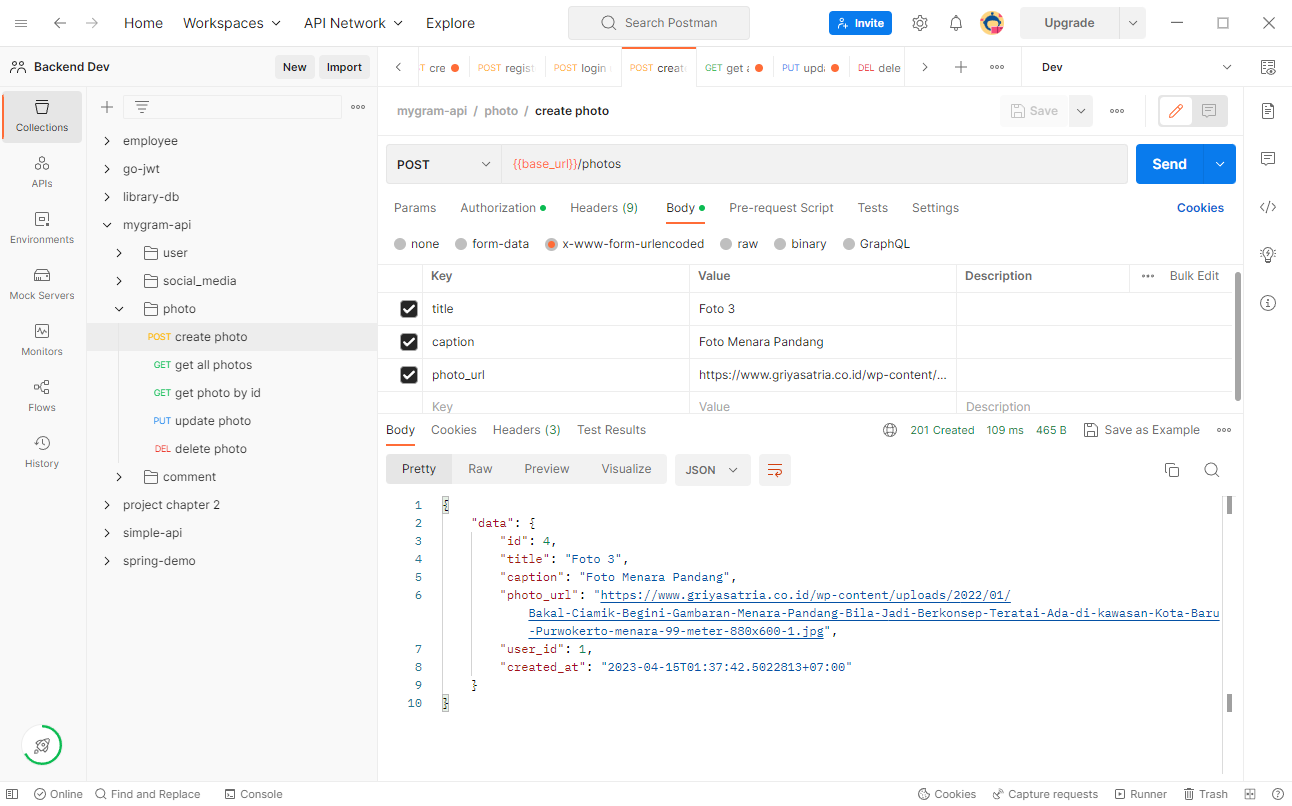 Home Workspaces API Network Explore Search Postman Invite Upgrade
Backend Dev New Import
T cre POST regist POST login POST create GET get a PUT upda DEL dele Dev
Collections
APIs
Environments
Mock Servers
Monitors
Flows
History
employee
go-jwt
library-db
mygram-api
user
social_media
photo
POST create photo
GET get all photos
GET get photo by id
PUT update photo
DEL delete photo
comment
project chapter 2
simple-api
spring-demo
mygram-api / photo / create photo Save
POST {{base_url}}/photos Send
Params Authorization Headers (9) Body Pre-request Script Tests Settings Cookies
none form-data x-www-form-urlencoded raw binary GraphQL
Key Value Description Bulk Edit
title Foto 3
caption Foto Menara Pandang
photo_url https://www.griyasatria.co.id/wp-content/...
Key Value Description
Body Cookies Headers (3) Test Results 201 Created 109 ms 465 B Save as Example
Pretty Raw Preview Visualize JSON
1 {
2 "data": {
3 "id": 4,
4 "title": "Foto 3",
5 "caption": "Foto Menara Pandang",
6 "photo_url": "https://www.griyasatria.co.id/wp-content/uploads/2022/01/
Bakal-Ciamik-Begini-Gambaran-Menara-Pandang-Bila-Jadi-Berkonsep-Teratai-Ada-di-kawasan-Kota-Baru
-Purwokerto-menara-99-meter-880x600-1.jpg",
7 "user_id": 1,
8 "created_at": "2023-04-15T01:37:42.5022813+07:00"
9 }
10 }
Online Find and Replace Console Cookies Capture requests Runner Trash